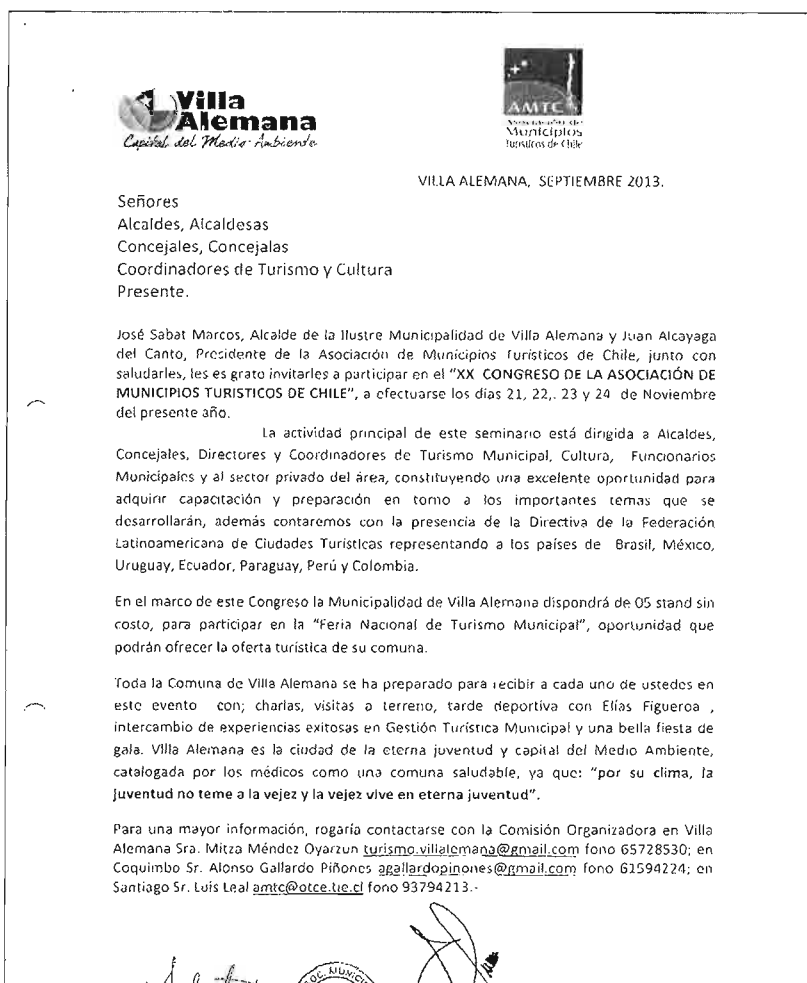 Villa
Alemana
Capital del Medio Ambiente
AMTC
Asociación de
Municipios
Turísticos de Chile
VILLA ALEMANA, SEPTIEMBRE 2013.
Señores
Alcaldes, Alcaldesas
Concejales, Concejalas
Coordinadores de Turismo y Cultura
Presente.
José Sabat Marcos, Alcalde de la Ilustre Municipalidad de Villa Alemana y Juan Alcayaga
del Canto, Presidente de la Asociación de Municipios Turísticos de Chile, junto con
saludarles, les es grato invitarles a participar en el "XX CONGRESO DE LA ASOCIACIÓN DE
MUNICIPIOS TURISTICOS DE CHILE", a efectuarse los días 21, 22,. 23 y 24 de Noviembre
del presente año.
La actividad principal de este seminario está dirigida a Alcaldes,
Concejales, Directores y Coordinadores de Turismo Municipal, Cultura, Funcionarios
Municipales y al sector privado del área, constituyendo una excelente oportunidad para
adquirir capacitación y preparación en torno a los importantes temas que se
desarrollarán, además contaremos con la presencia de la Directiva de la Federación
Latinoamericana de Ciudades Turísticas representando a los países de Brasil, México,
Uruguay, Ecuador, Paraguay, Perú y Colombia.
En el marco de este Congreso la Municipalidad de Villa Alemana dispondrá de 05 stand sin
costo, para participar en la "Feria Nacional de Turismo Municipal", oportunidad que
podrán ofrecer la oferta turística de su comuna.
Toda la Comuna de Villa Alemana se ha preparado para recibir a cada uno de ustedes en
este evento con; charlas, visitas a terreno, tarde deportiva con Elías Figueroa ,
intercambio de experiencias exitosas en Gestión Turística Municipal y una bella fiesta de
gala. Villa Alemana es la ciudad de la eterna juventud y capital del Medio Ambiente,
catalogada por los médicos como una comuna saludable, ya que: "por su clima, la
juventud no teme a la vejez y la vejez vive en eterna juventud".
Para una mayor información, rogaría contactarse con la Comisión Organizadora en Villa
Alemana Sra. Mitza Méndez Oyarzun turismo.villalemana@gmail.com fono 65728530; en
Coquimbo Sr. Alonso Gallardo Piñones agallardopinones@gmail.com fono 61594224; en
Santiago Sr. Luis Leal fono 93794213.-